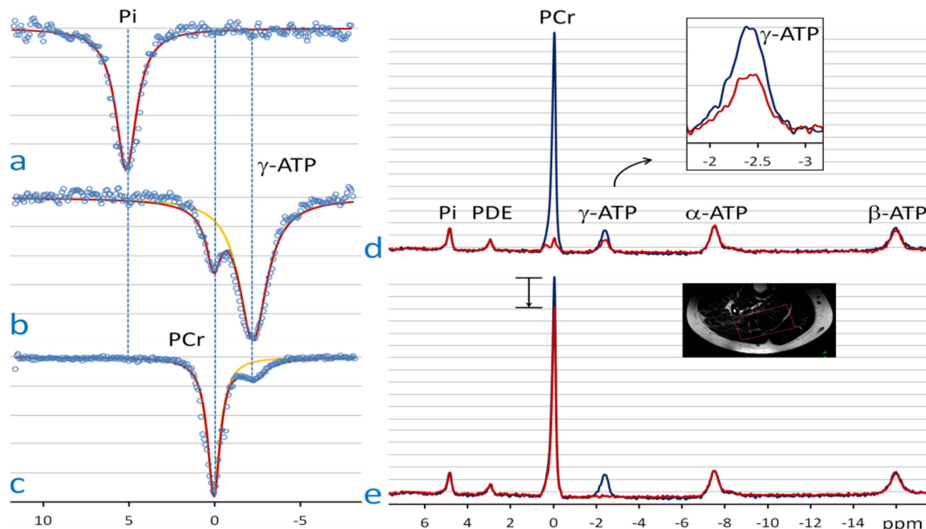 Pi
a
γ-ATP
b
PCr
c
10 5 0 -5
PCr
γ-ATP
-2 -2.5 -3
Pi PDE γ-ATP α-ATP β-ATP
d
e
6 4 2 0 -2 -4 -6 -8 -10 -12 -14 ppm